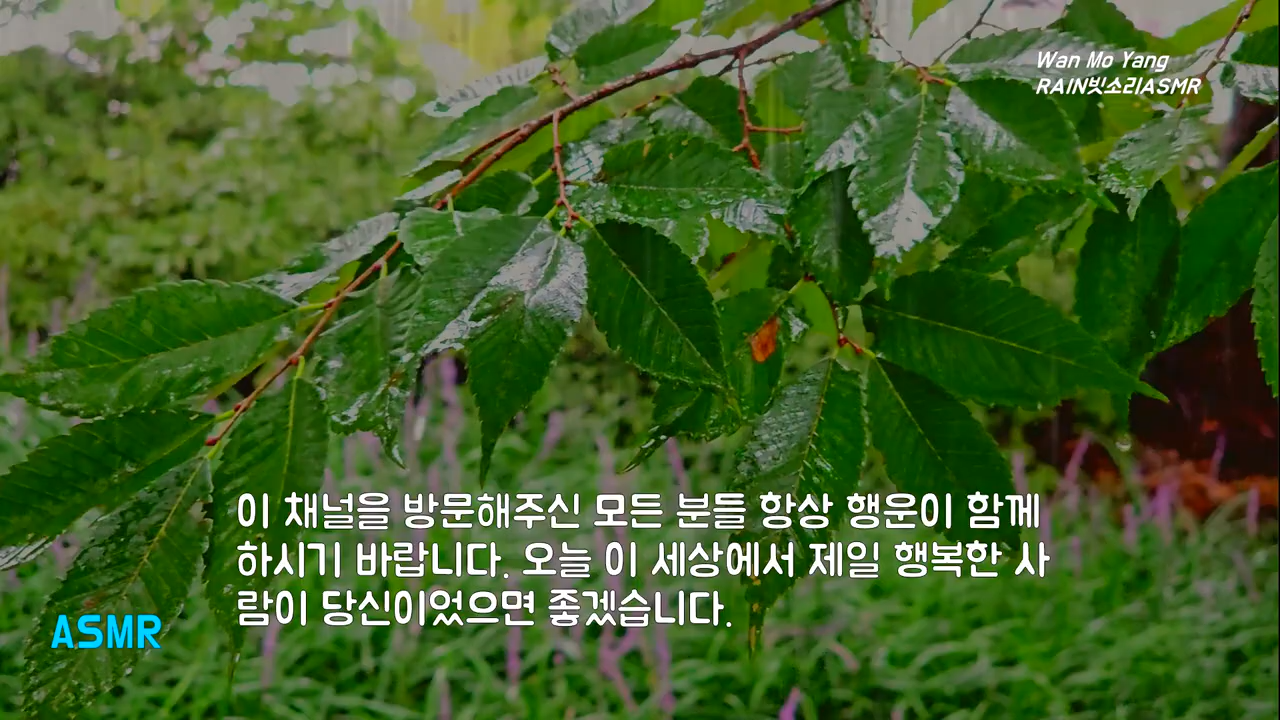 Wan Mo Yang
RAIN빗소리ASMR
이 채널을 방문해주신 모든 분들 항상 행운이 함께
하시기 바랍니다. 오늘 이 세상에서 제일 행복한 사
람이 당신이었으면 좋겠습니다.
ASMR